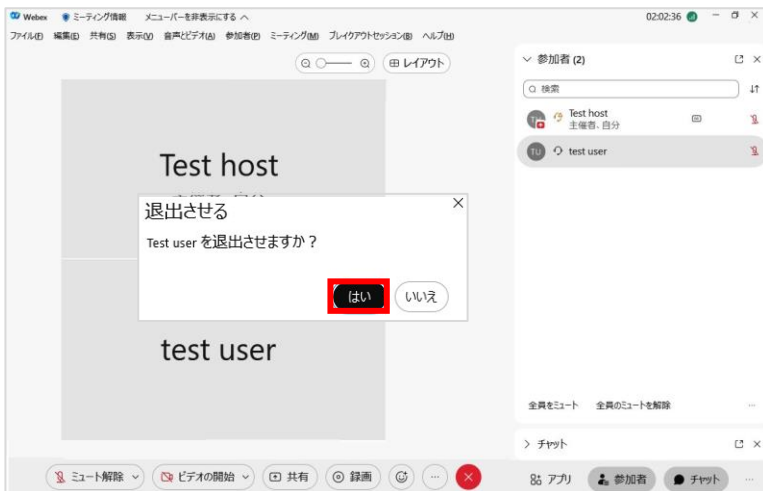 Webex ミーティング情報 メニューバーを非表示にする 02:02:36
ファイル(F) 編集(E) 共有(S) 表示(V) 音声とビデオ(A) 参加者(P) ミーティング(M) ブレイクアウトセッション(B) ヘルプ(H)
レイアウト
参加者 (2)
検索
Test host
主催者、自分
TU test user
Test host
退出させる
Test user を退出させますか？
はい いいえ
test user
全員をミュート 全員のミュートを解除
チャット
ミュート解除 ビデオの開始 共有 録画 アプリ 参加者 チャット